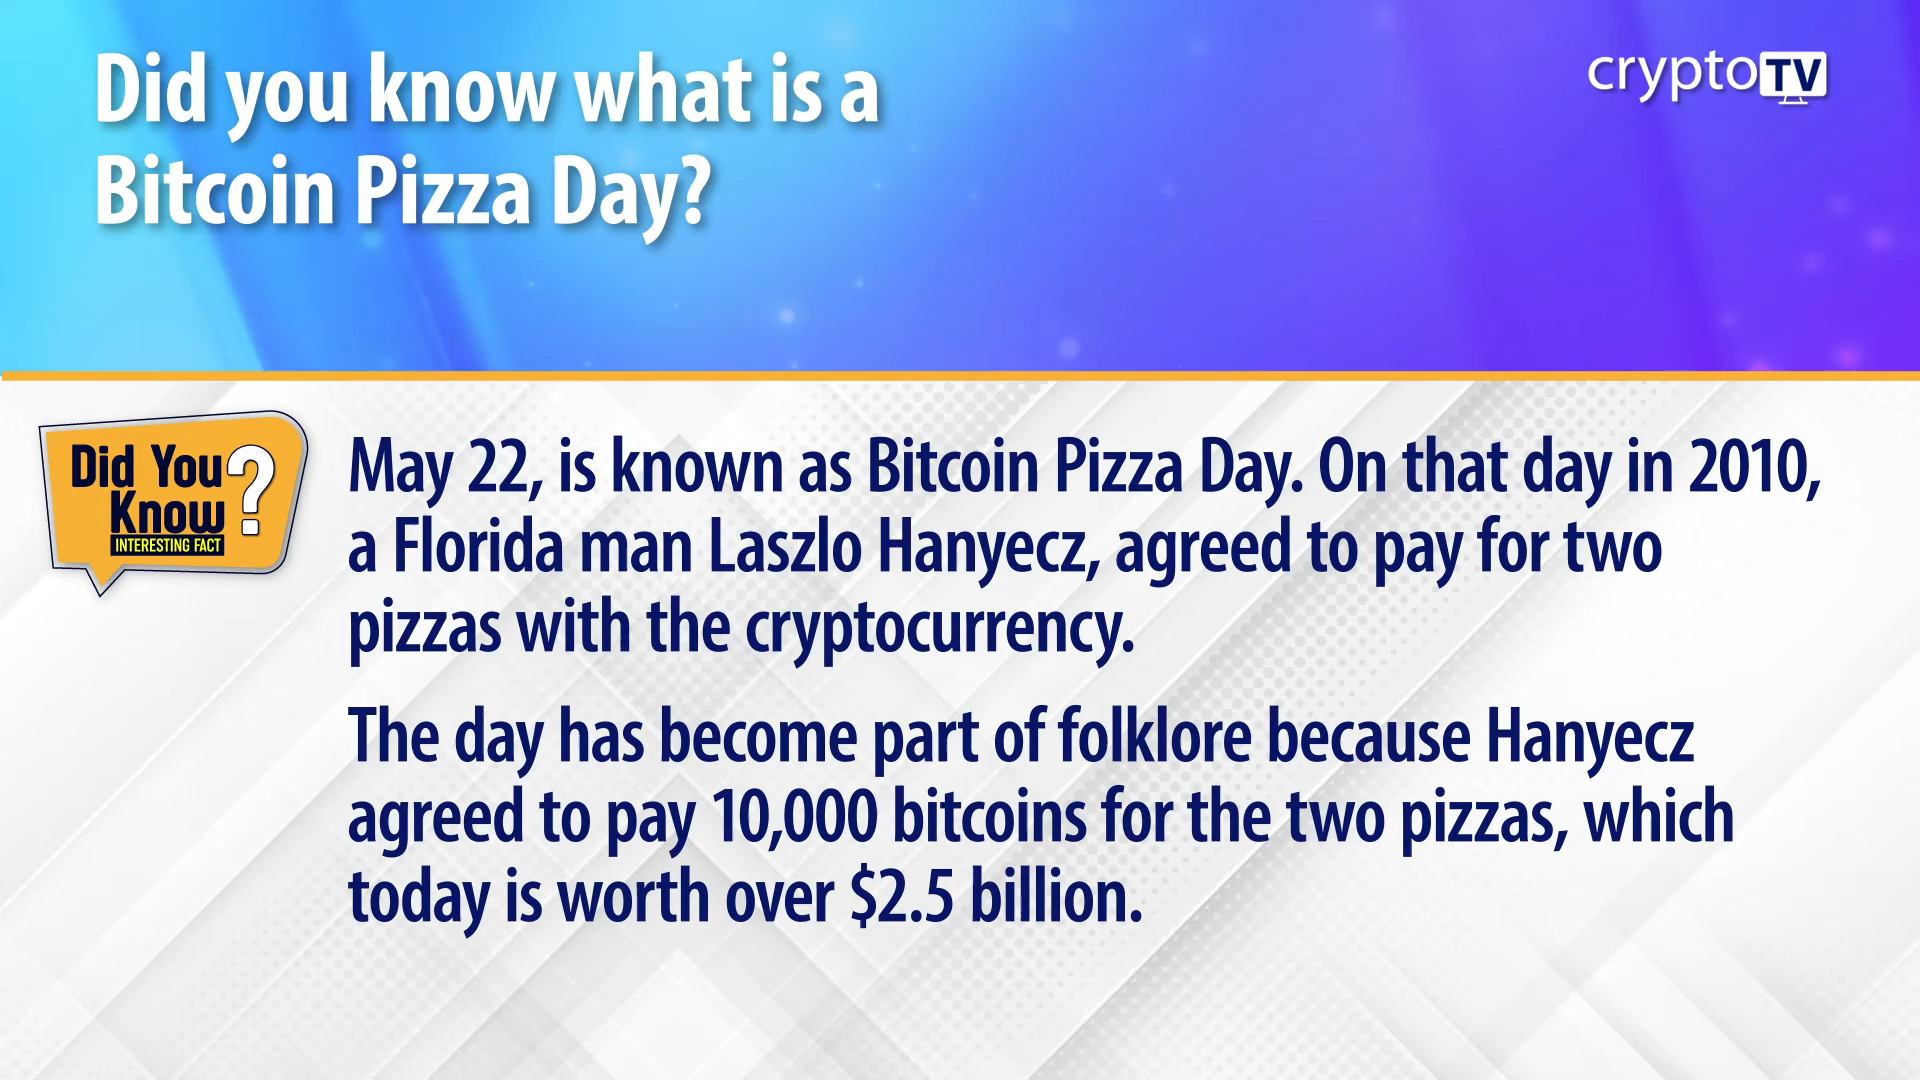 Did you know what is a
Bitcoin Pizza Day?
cryptoTV
Did You
Know?
INTERESTING FACT
May 22, is known as Bitcoin Pizza Day. On that day in 2010,
a Florida man Laszlo Hanyecz, agreed to pay for two
pizzas with the cryptocurrency.
The day has become part of folklore because Hanyecz
agreed to pay 10,000 bitcoins for the two pizzas, which
today is worth over $2.5 billion.